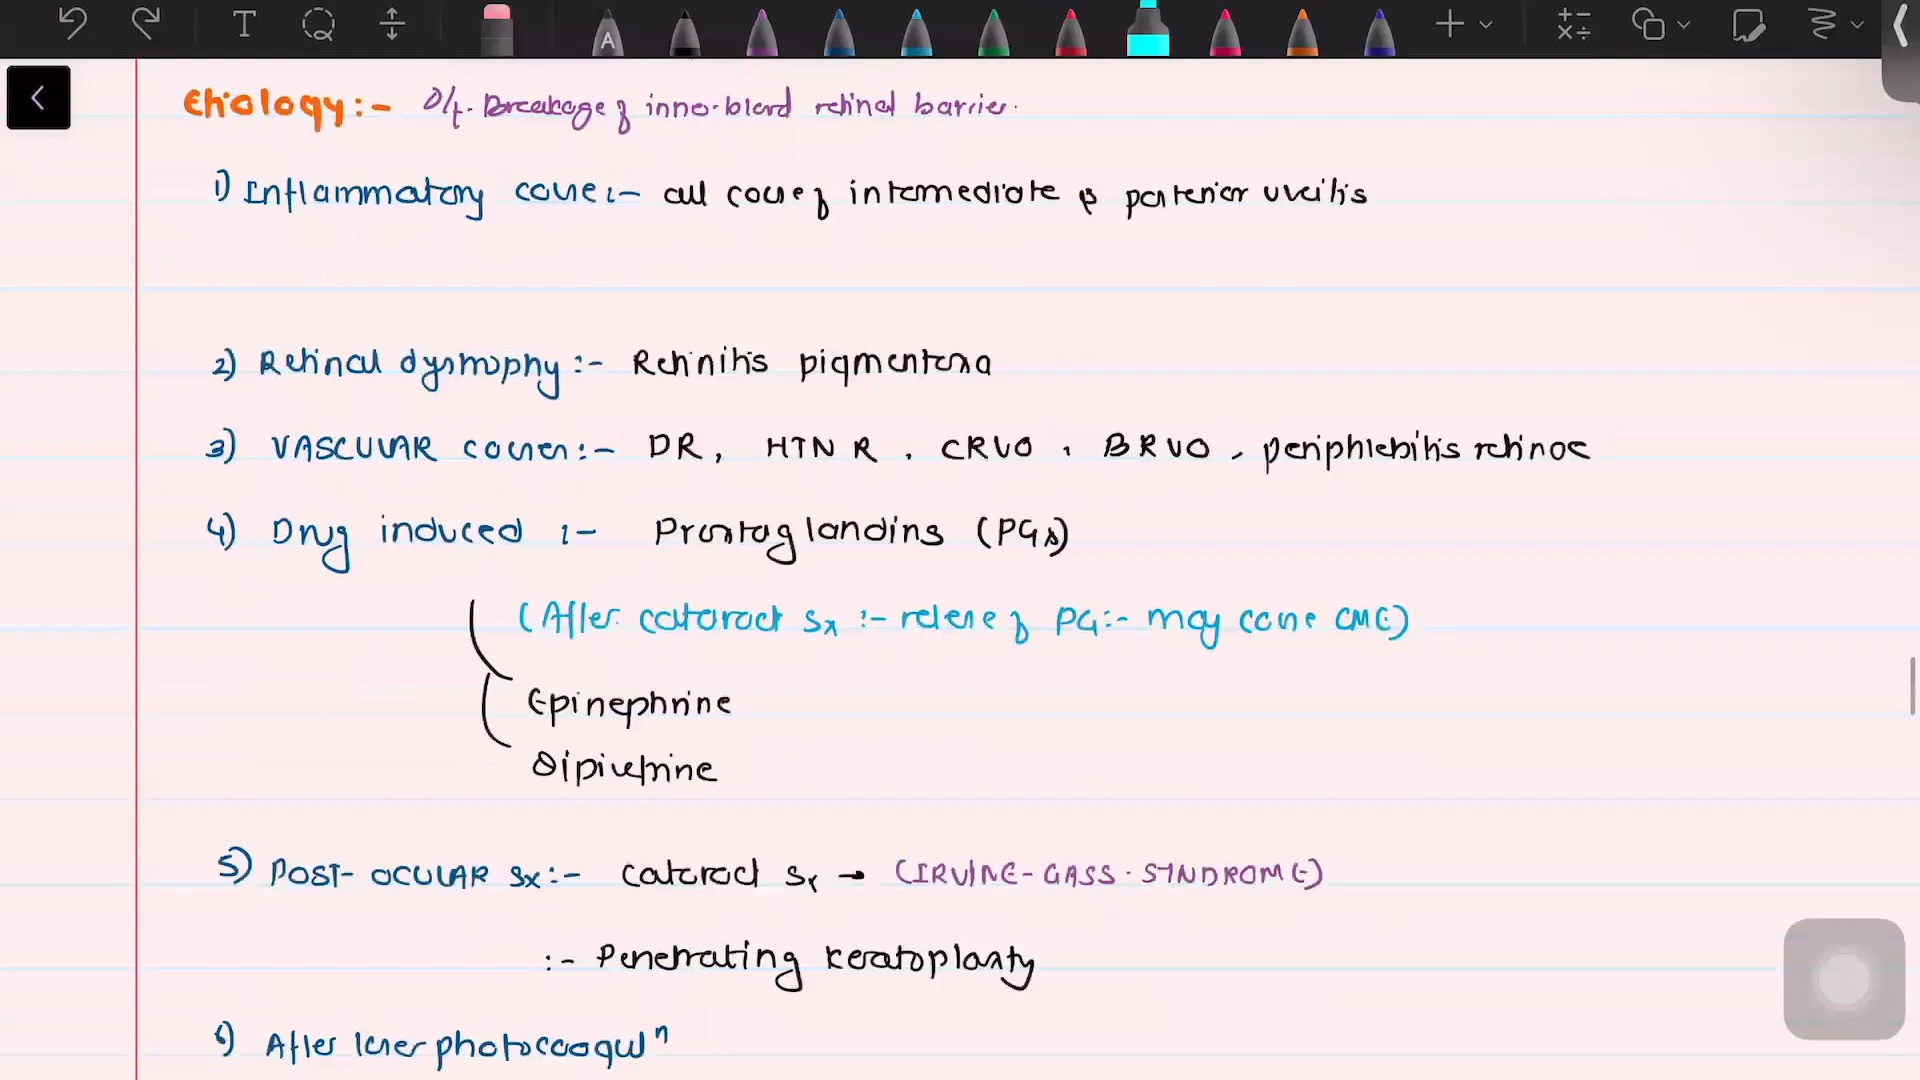 Etiology:- D/t. Breakage of inner-blood retinal barrier.
1) Inflammatory cause:- all cause of intermediate & posterior uveitis
2) Retinal dystrophy:- Retinitis pigmentosa
3) VASCULAR causes:- DR, HTN R, CRVO, BRVO, periphlebitis retinae
4) Drug induced :- Prostaglandins (PGs)
(After cataract Sx :- release of PG:- may cause CME)
Epinephrine
Dipivefrine
5) POST-OCULAR Sx:- cataract Sx → (IRVINE-GASS-SYNDROME)
:- Penetrating keratoplasty
6) After laser photocoagulⁿ